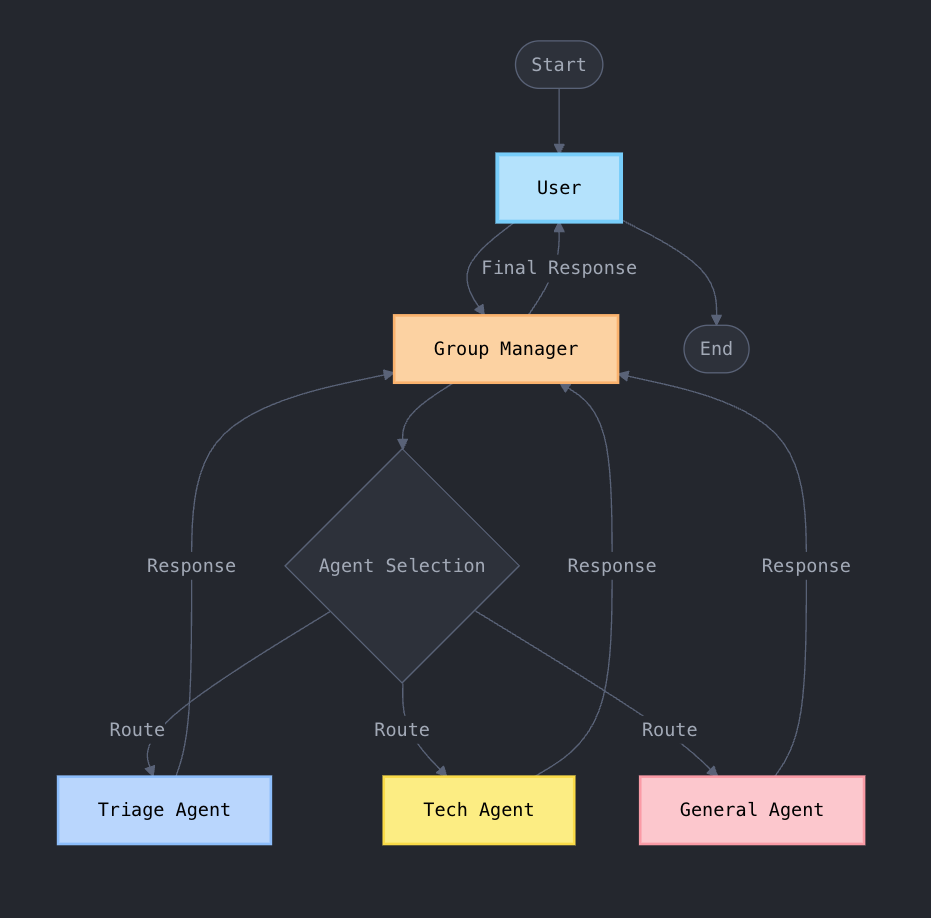 Start
User
Final Response
Group Manager
End
Response
Agent Selection
Response
Response
Route
Route
Route
Triage Agent
Tech Agent
General Agent